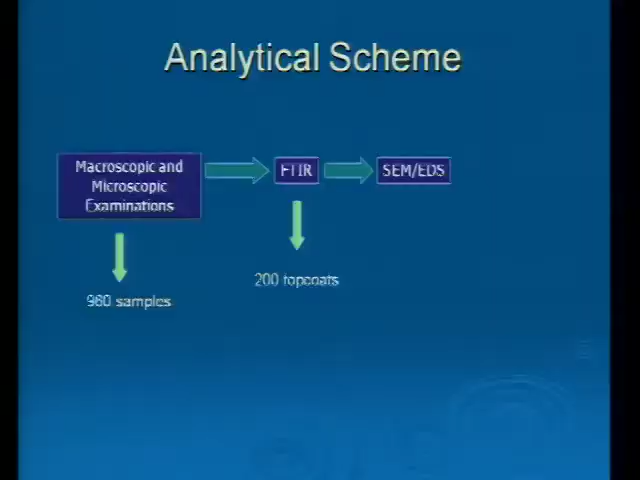 Analytical Scheme
Macroscopic and
Microscopic
Examinations
FTIR
SEM/EDS
960 samples
200 topcoats